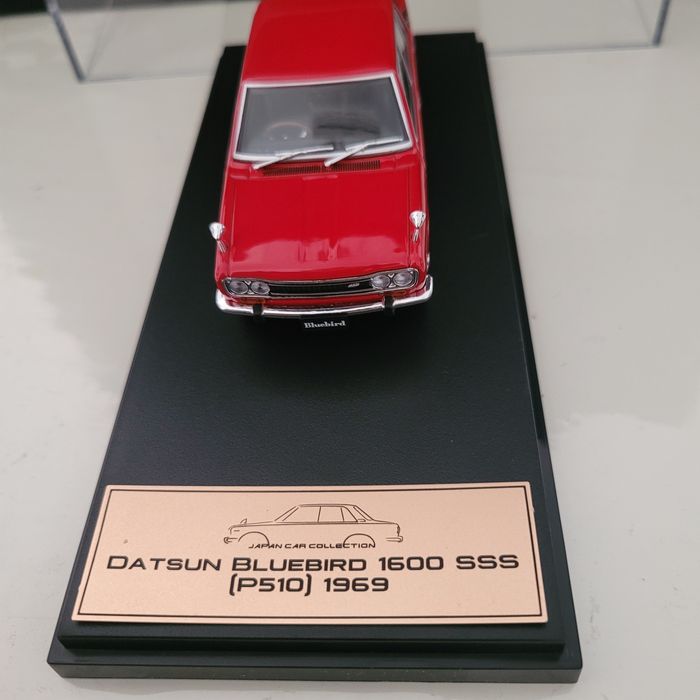 Bluebird
JAPAN CAR COLLECTION
DATSUN BLUEBIRD 1600 SSS
(P510) 1969